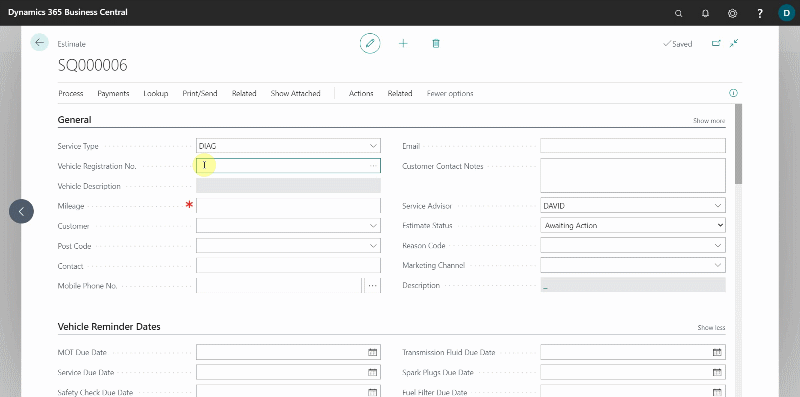 Dynamics 365 Business Central
?
D
Estimate
Saved
SQ000006
Process Payments Lookup Print/Send Related Show Attached Actions Related Fewer options
General
Show more
Service Type DIAG
Email
Vehicle Registration No.
Customer Contact Notes
Vehicle Description
Mileage *
Service Advisor DAVID
Customer
Estimate Status Awaiting Action
Post Code
Reason Code
Contact
Marketing Channel
Mobile Phone No. ...
Description _
Vehicle Reminder Dates
Show less
MOT Due Date
Transmission Fluid Due Date
Service Due Date
Spark Plugs Due Date
Safety Check Due Date
Fuel Filter Due Date